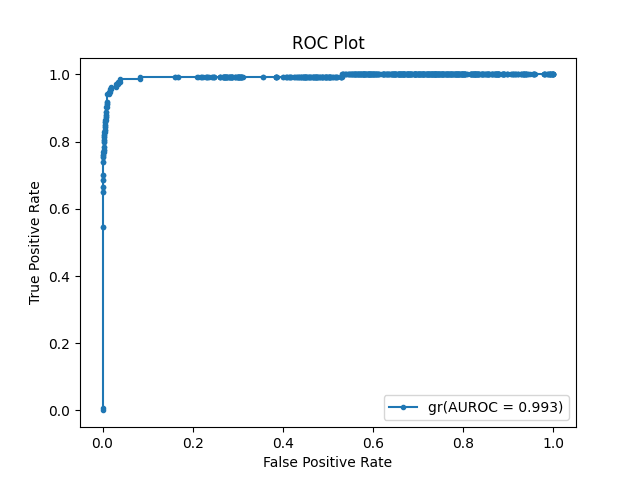 ROC Plot
True Positive Rate
1.0
0.8
0.6
0.4
0.2
0.0
gr(AUROC = 0.993)
0.0 0.2 0.4 0.6 0.8 1.0
False Positive Rate